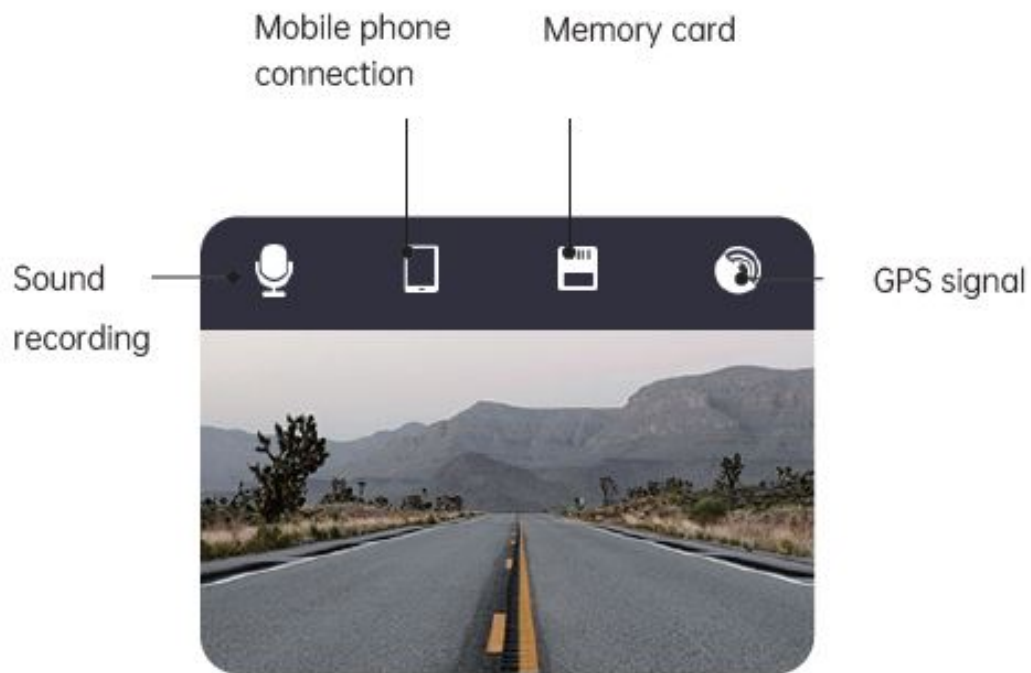 Mobile phone
connection
Memory card
Sound
recording
GPS signal